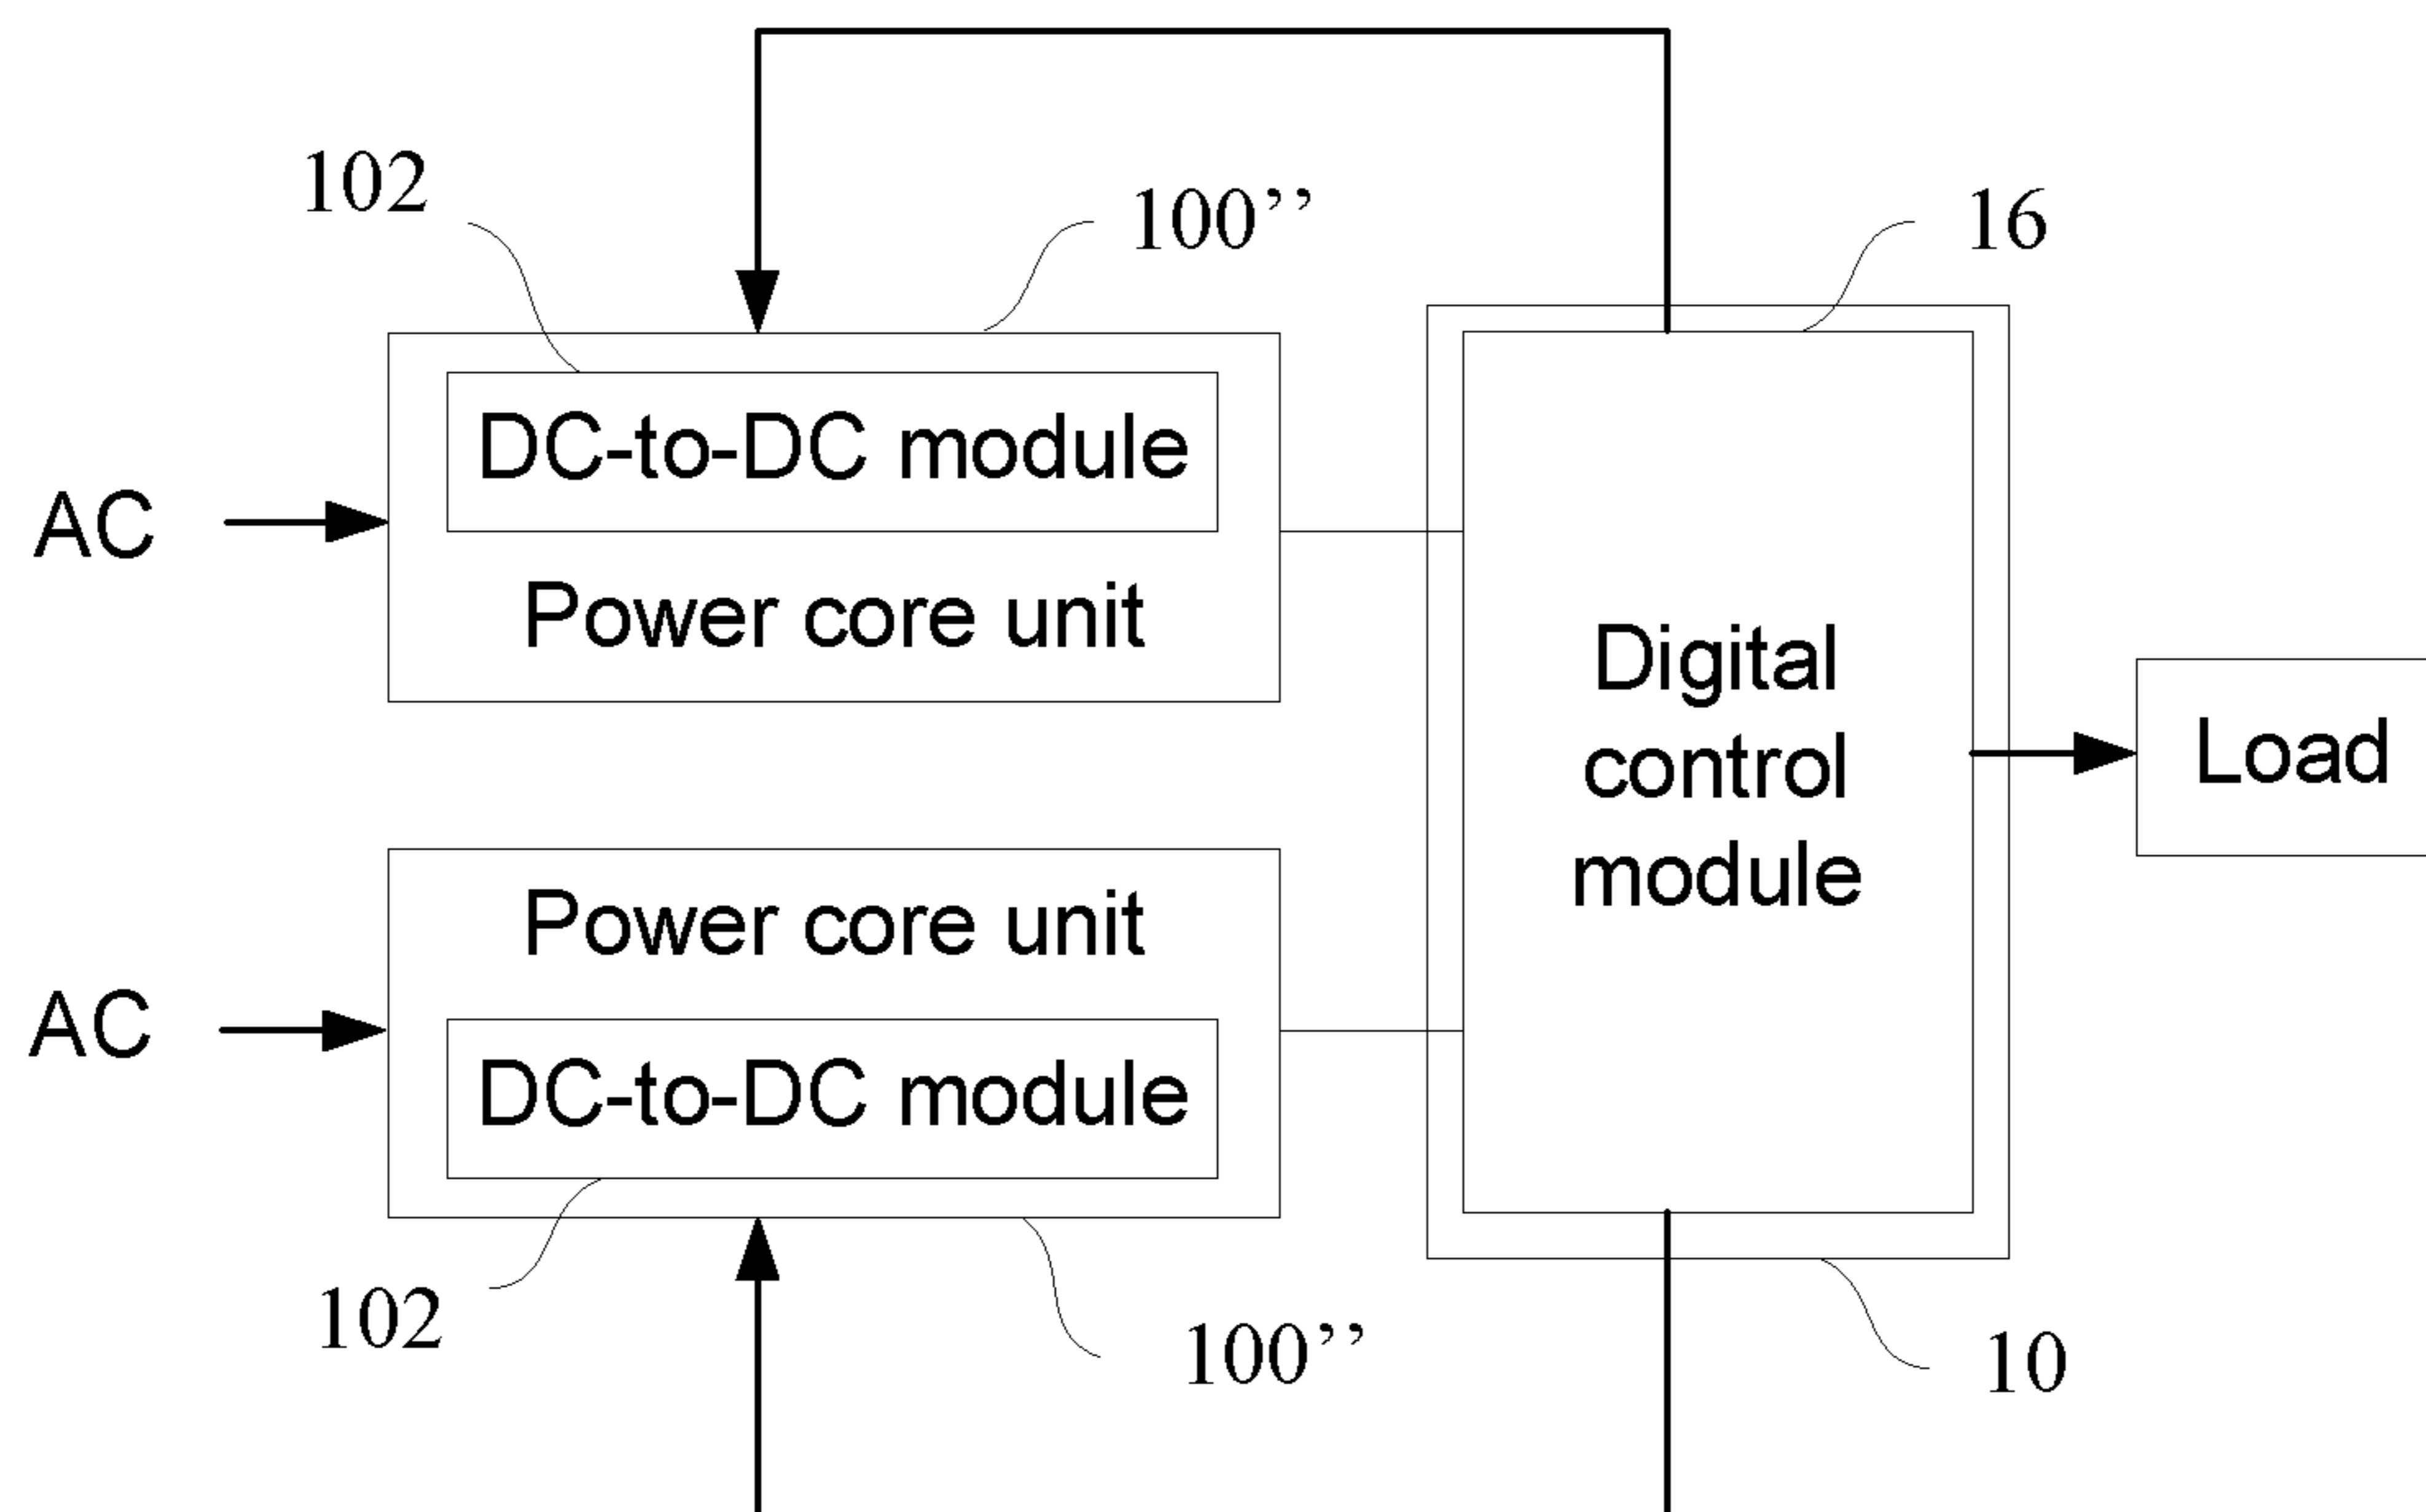 102
100’’
16
DC-to-DC module
AC
Power core unit
Digital
control
module
Load
Power core unit
AC
DC-to-DC module
102
100’’
10